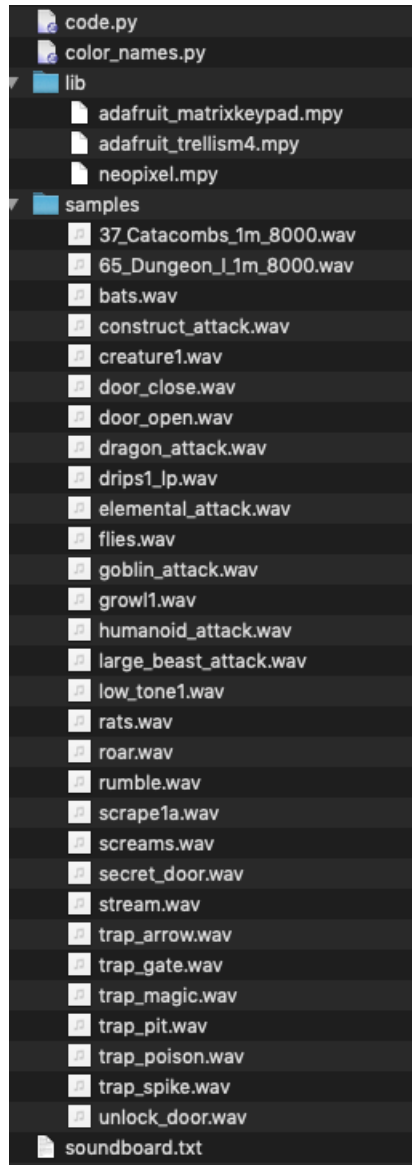 code.py
color_names.py
lib
adafruit_matrixkeypad.mpy
adafruit_trellism4.mpy
neopixel.mpy
samples
37_Catacombs_1m_8000.wav
65_Dungeon_I_1m_8000.wav
bats.wav
construct_attack.wav
creature1.wav
door_close.wav
door_open.wav
dragon_attack.wav
drips1_lp.wav
elemental_attack.wav
flies.wav
goblin_attack.wav
growl1.wav
humanoid_attack.wav
large_beast_attack.wav
low_tone1.wav
rats.wav
roar.wav
rumble.wav
scrape1a.wav
screams.wav
secret_door.wav
stream.wav
trap_arrow.wav
trap_gate.wav
trap_magic.wav
trap_pit.wav
trap_poison.wav
trap_spike.wav
unlock_door.wav
soundboard.txt